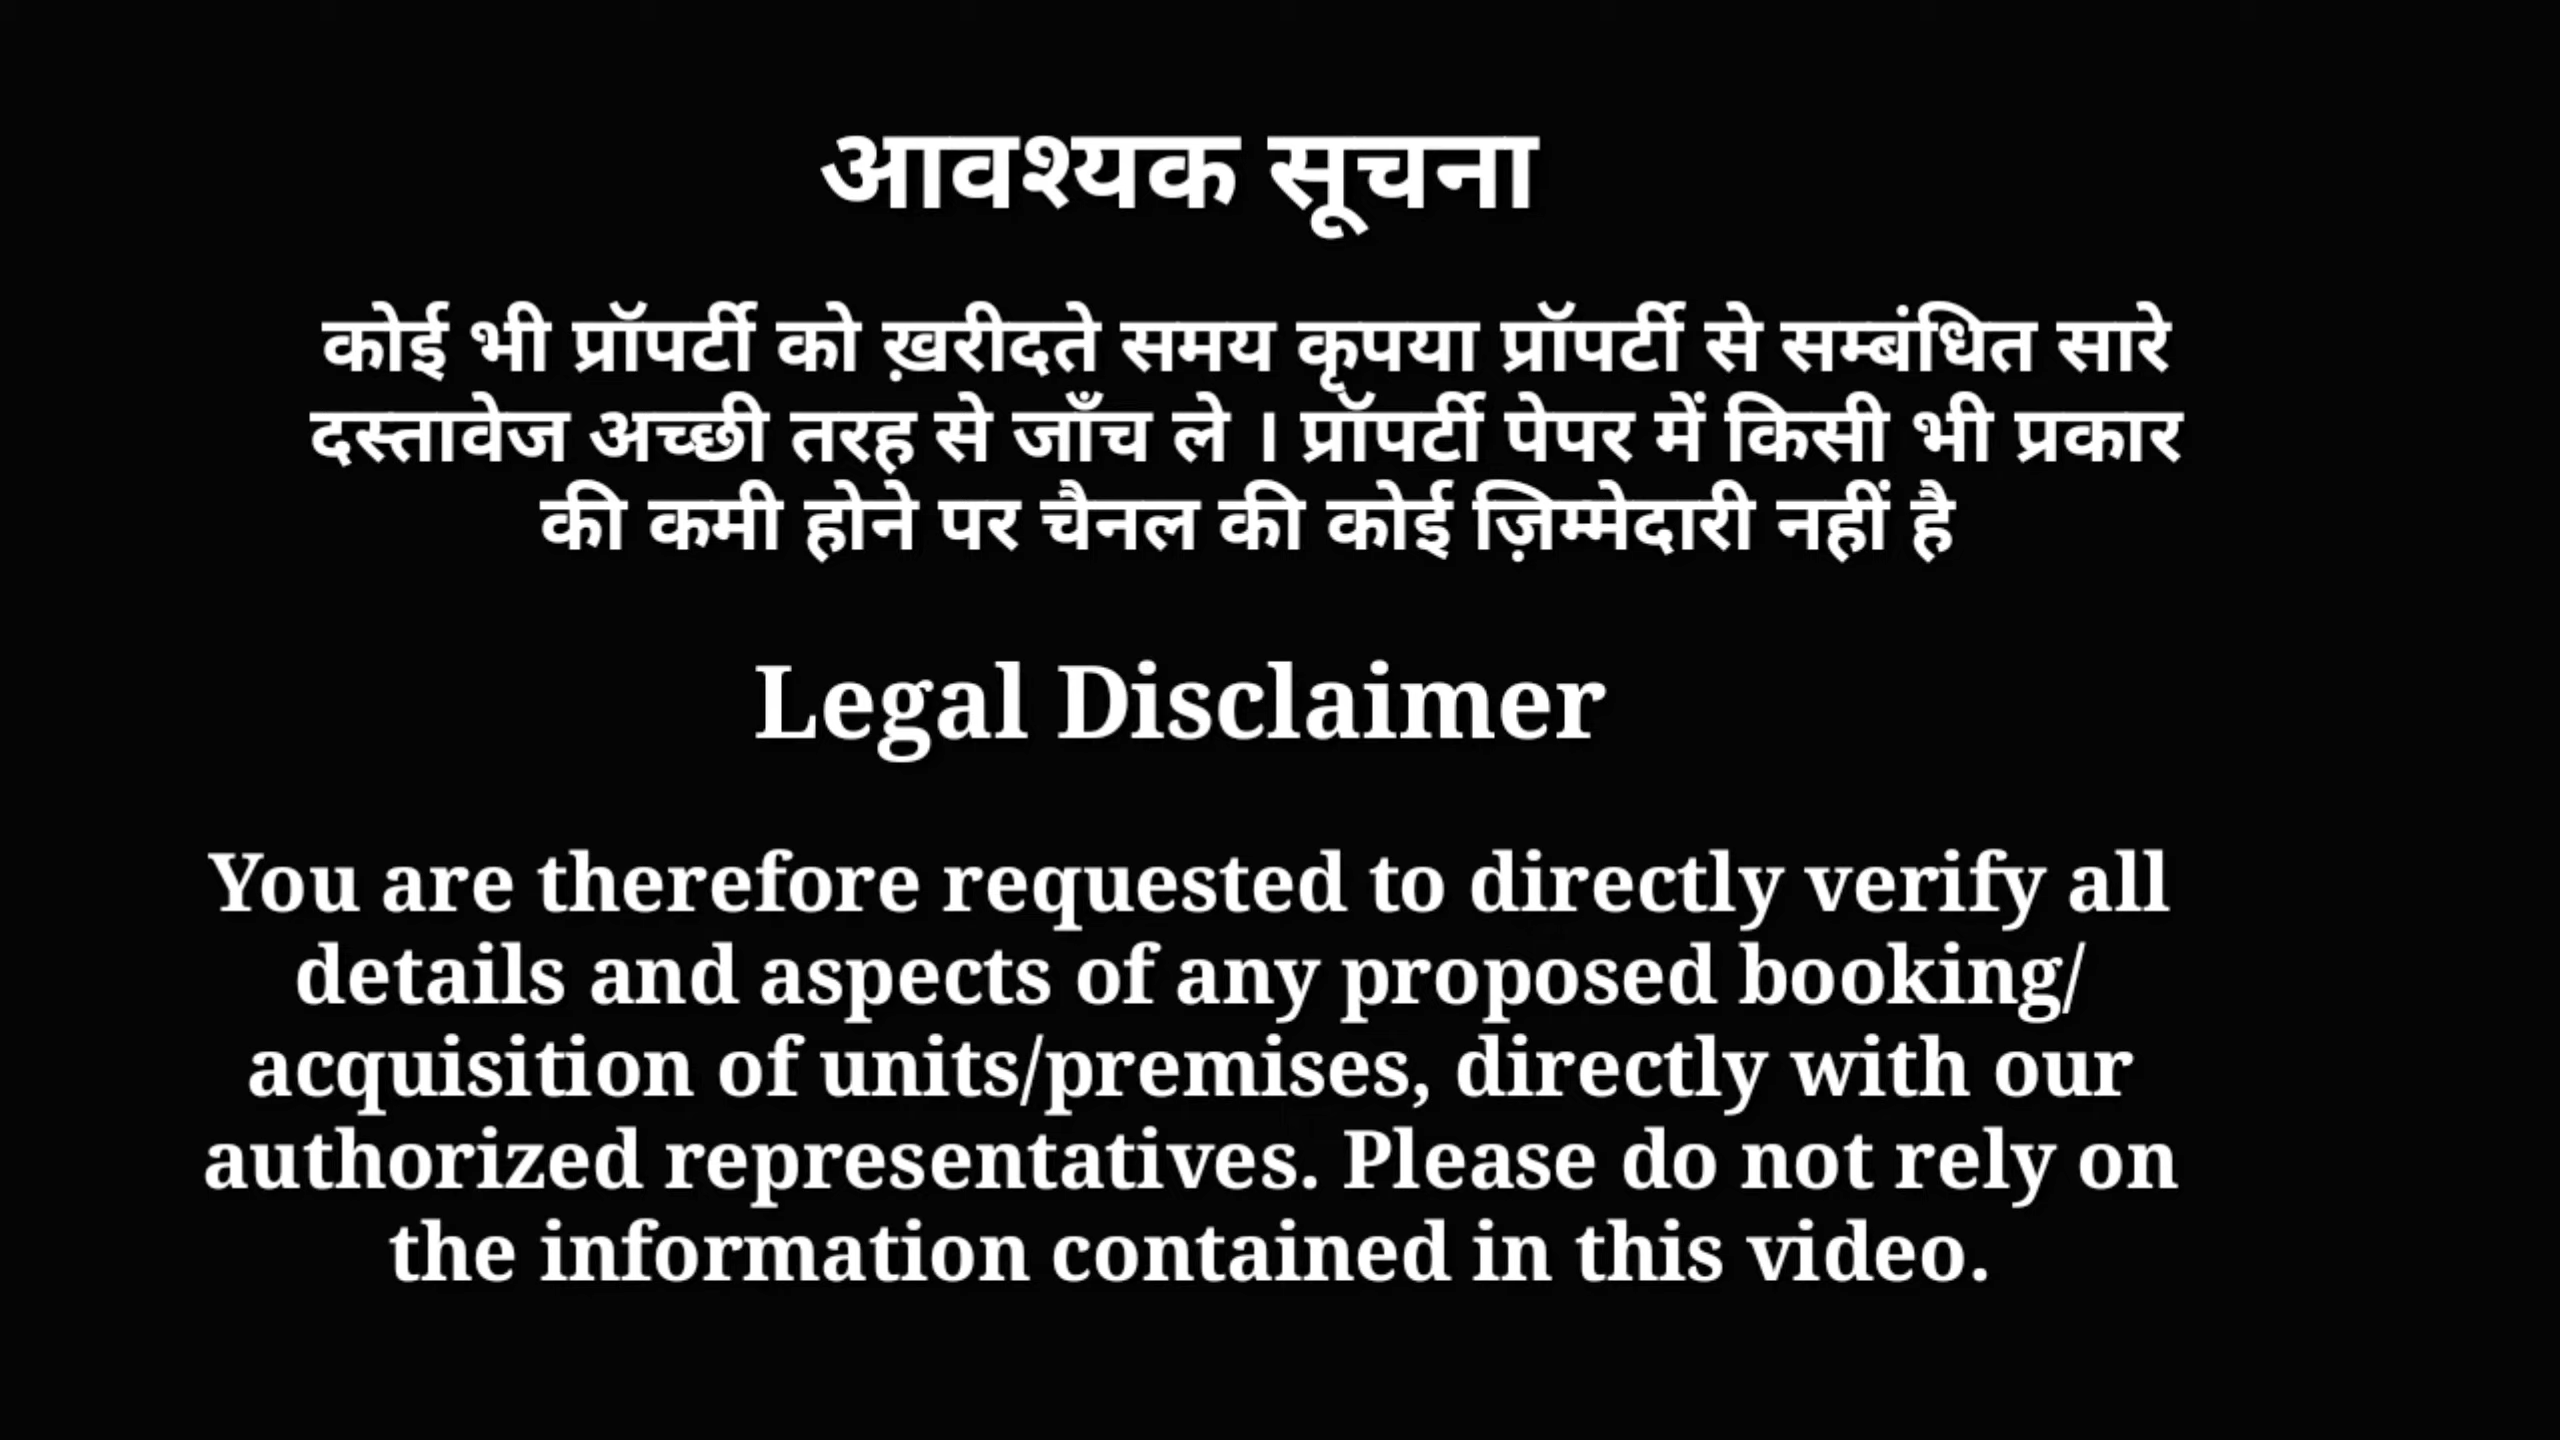 आवश्यक सूचना
कोई भी प्रॉपर्टी को ख़रीदते समय कृपया प्रॉपर्टी से सम्बंधित सारे
दस्तावेज अच्छी तरह से जाँच ले । प्रॉपर्टी पेपर में किसी भी प्रकार
की कमी होने पर चैनल की कोई ज़िम्मेदारी नहीं है
Legal Disclaimer
You are therefore requested to directly verify all
details and aspects of any proposed booking/
acquisition of units/premises, directly with our
authorized representatives. Please do not rely on
the information contained in this video.